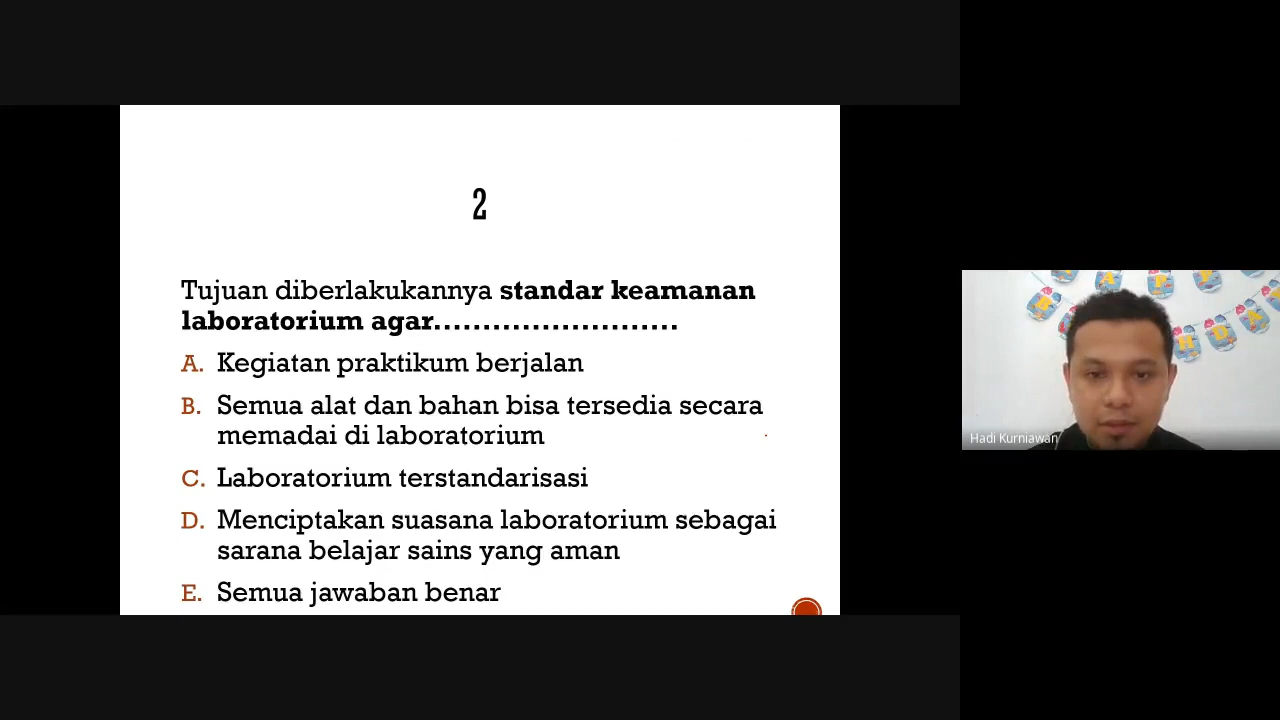 2
Tujuan diberlakukannya standar keamanan
laboratorium agar.........................
A. Kegiatan praktikum berjalan
B. Semua alat dan bahan bisa tersedia secara
memadai di laboratorium
C. Laboratorium terstandarisasi
D. Menciptakan suasana laboratorium sebagai
sarana belajar sains yang aman
E. Semua jawaban benar
Hadi Kurniawan